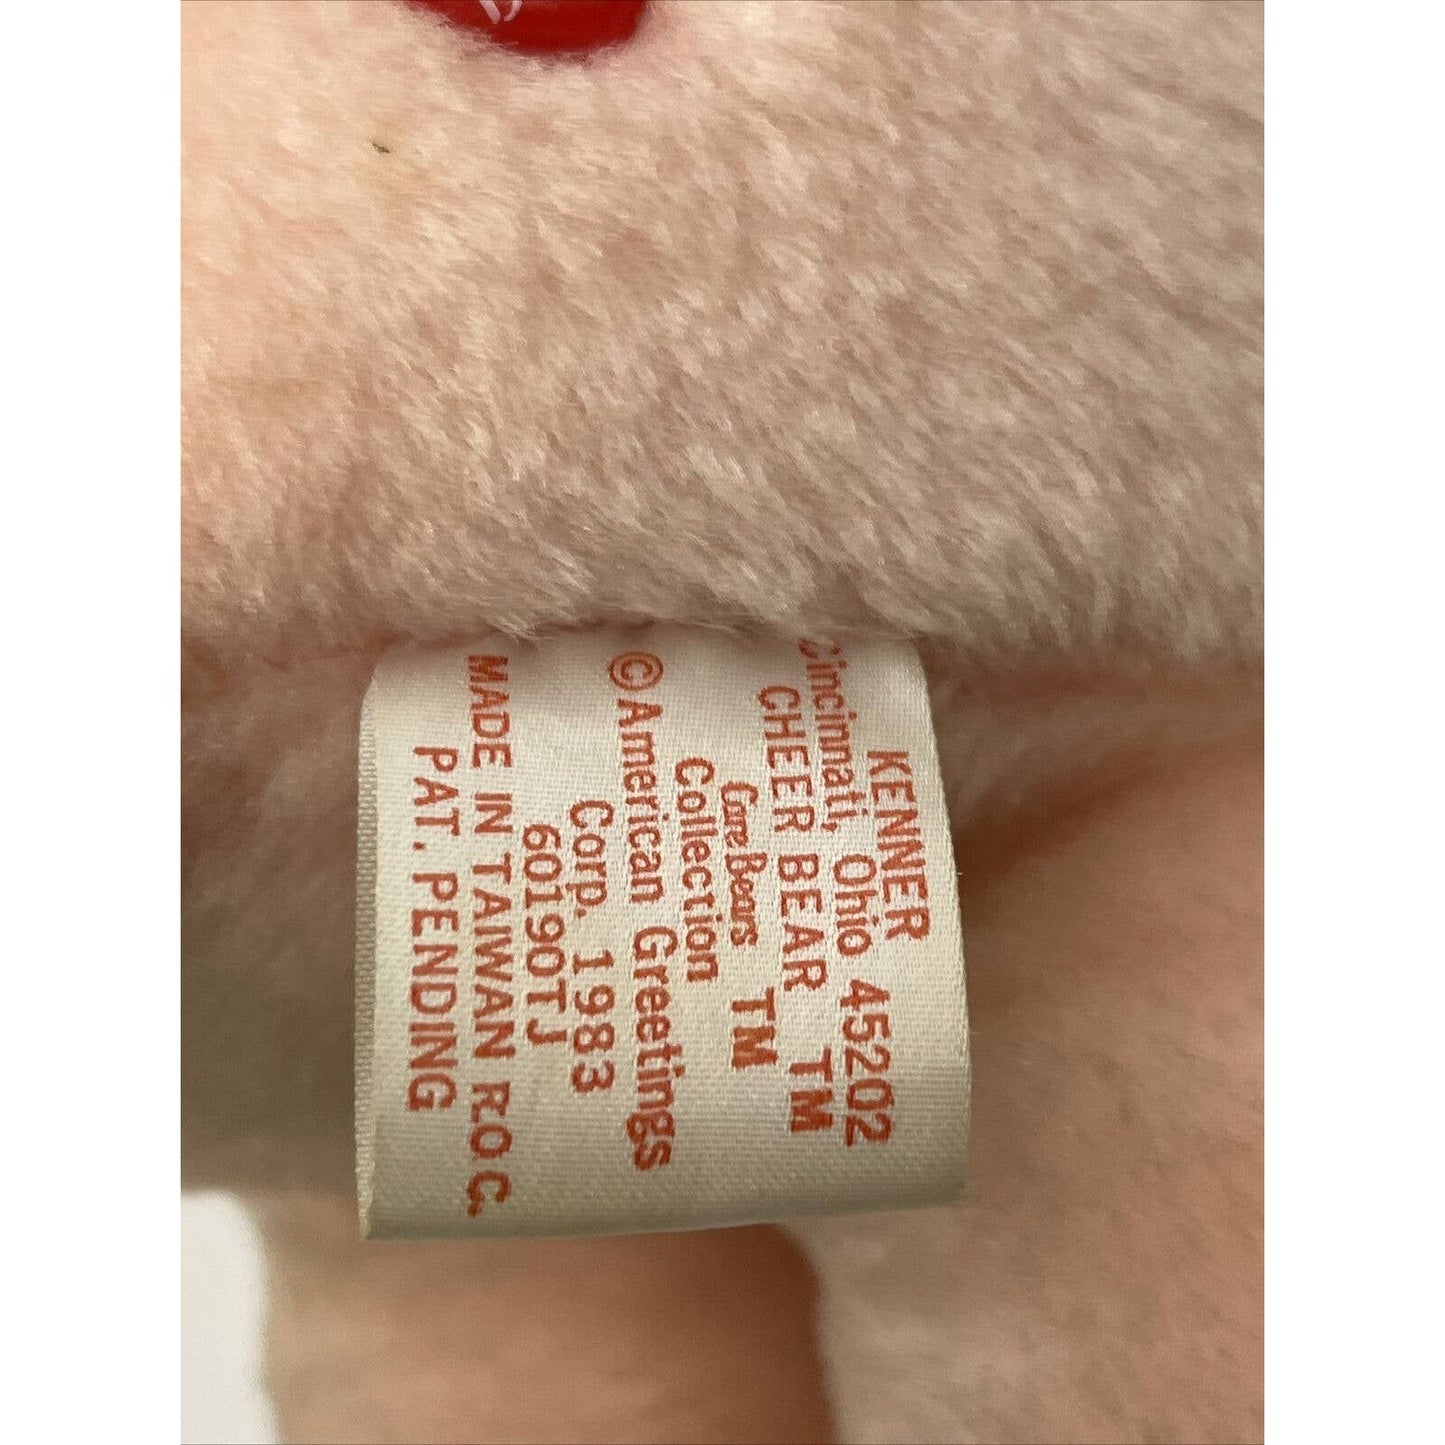 KENNER
Cincinnati, Ohio 45202
CHEER BEAR TM
Care Bears TM
Collection
© American Greetings
Corp. 1983
60190TJ
MADE IN TAIWAN R.O.C.
PAT. PENDING